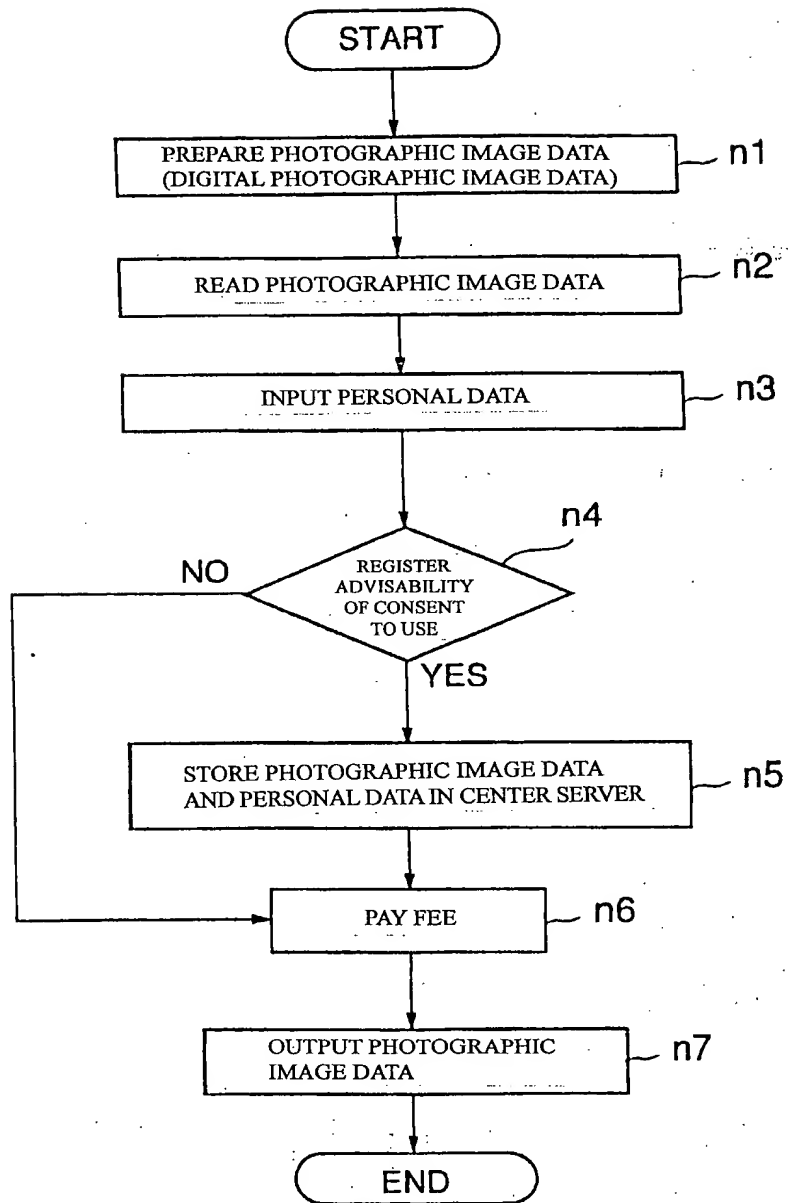 START
PREPARE PHOTOGRAPHIC IMAGE DATA
(DIGITAL PHOTOGRAPHIC IMAGE DATA)
n1
READ PHOTOGRAPHIC IMAGE DATA
n2
INPUT PERSONAL DATA
n3
n4
NO
REGISTER
ADVISABILITY
OF CONSENT
TO USE
YES
STORE PHOTOGRAPHIC IMAGE DATA
AND PERSONAL DATA IN CENTER SERVER
n5
PAY FEE
n6
OUTPUT PHOTOGRAPHIC
IMAGE DATA
n7
END